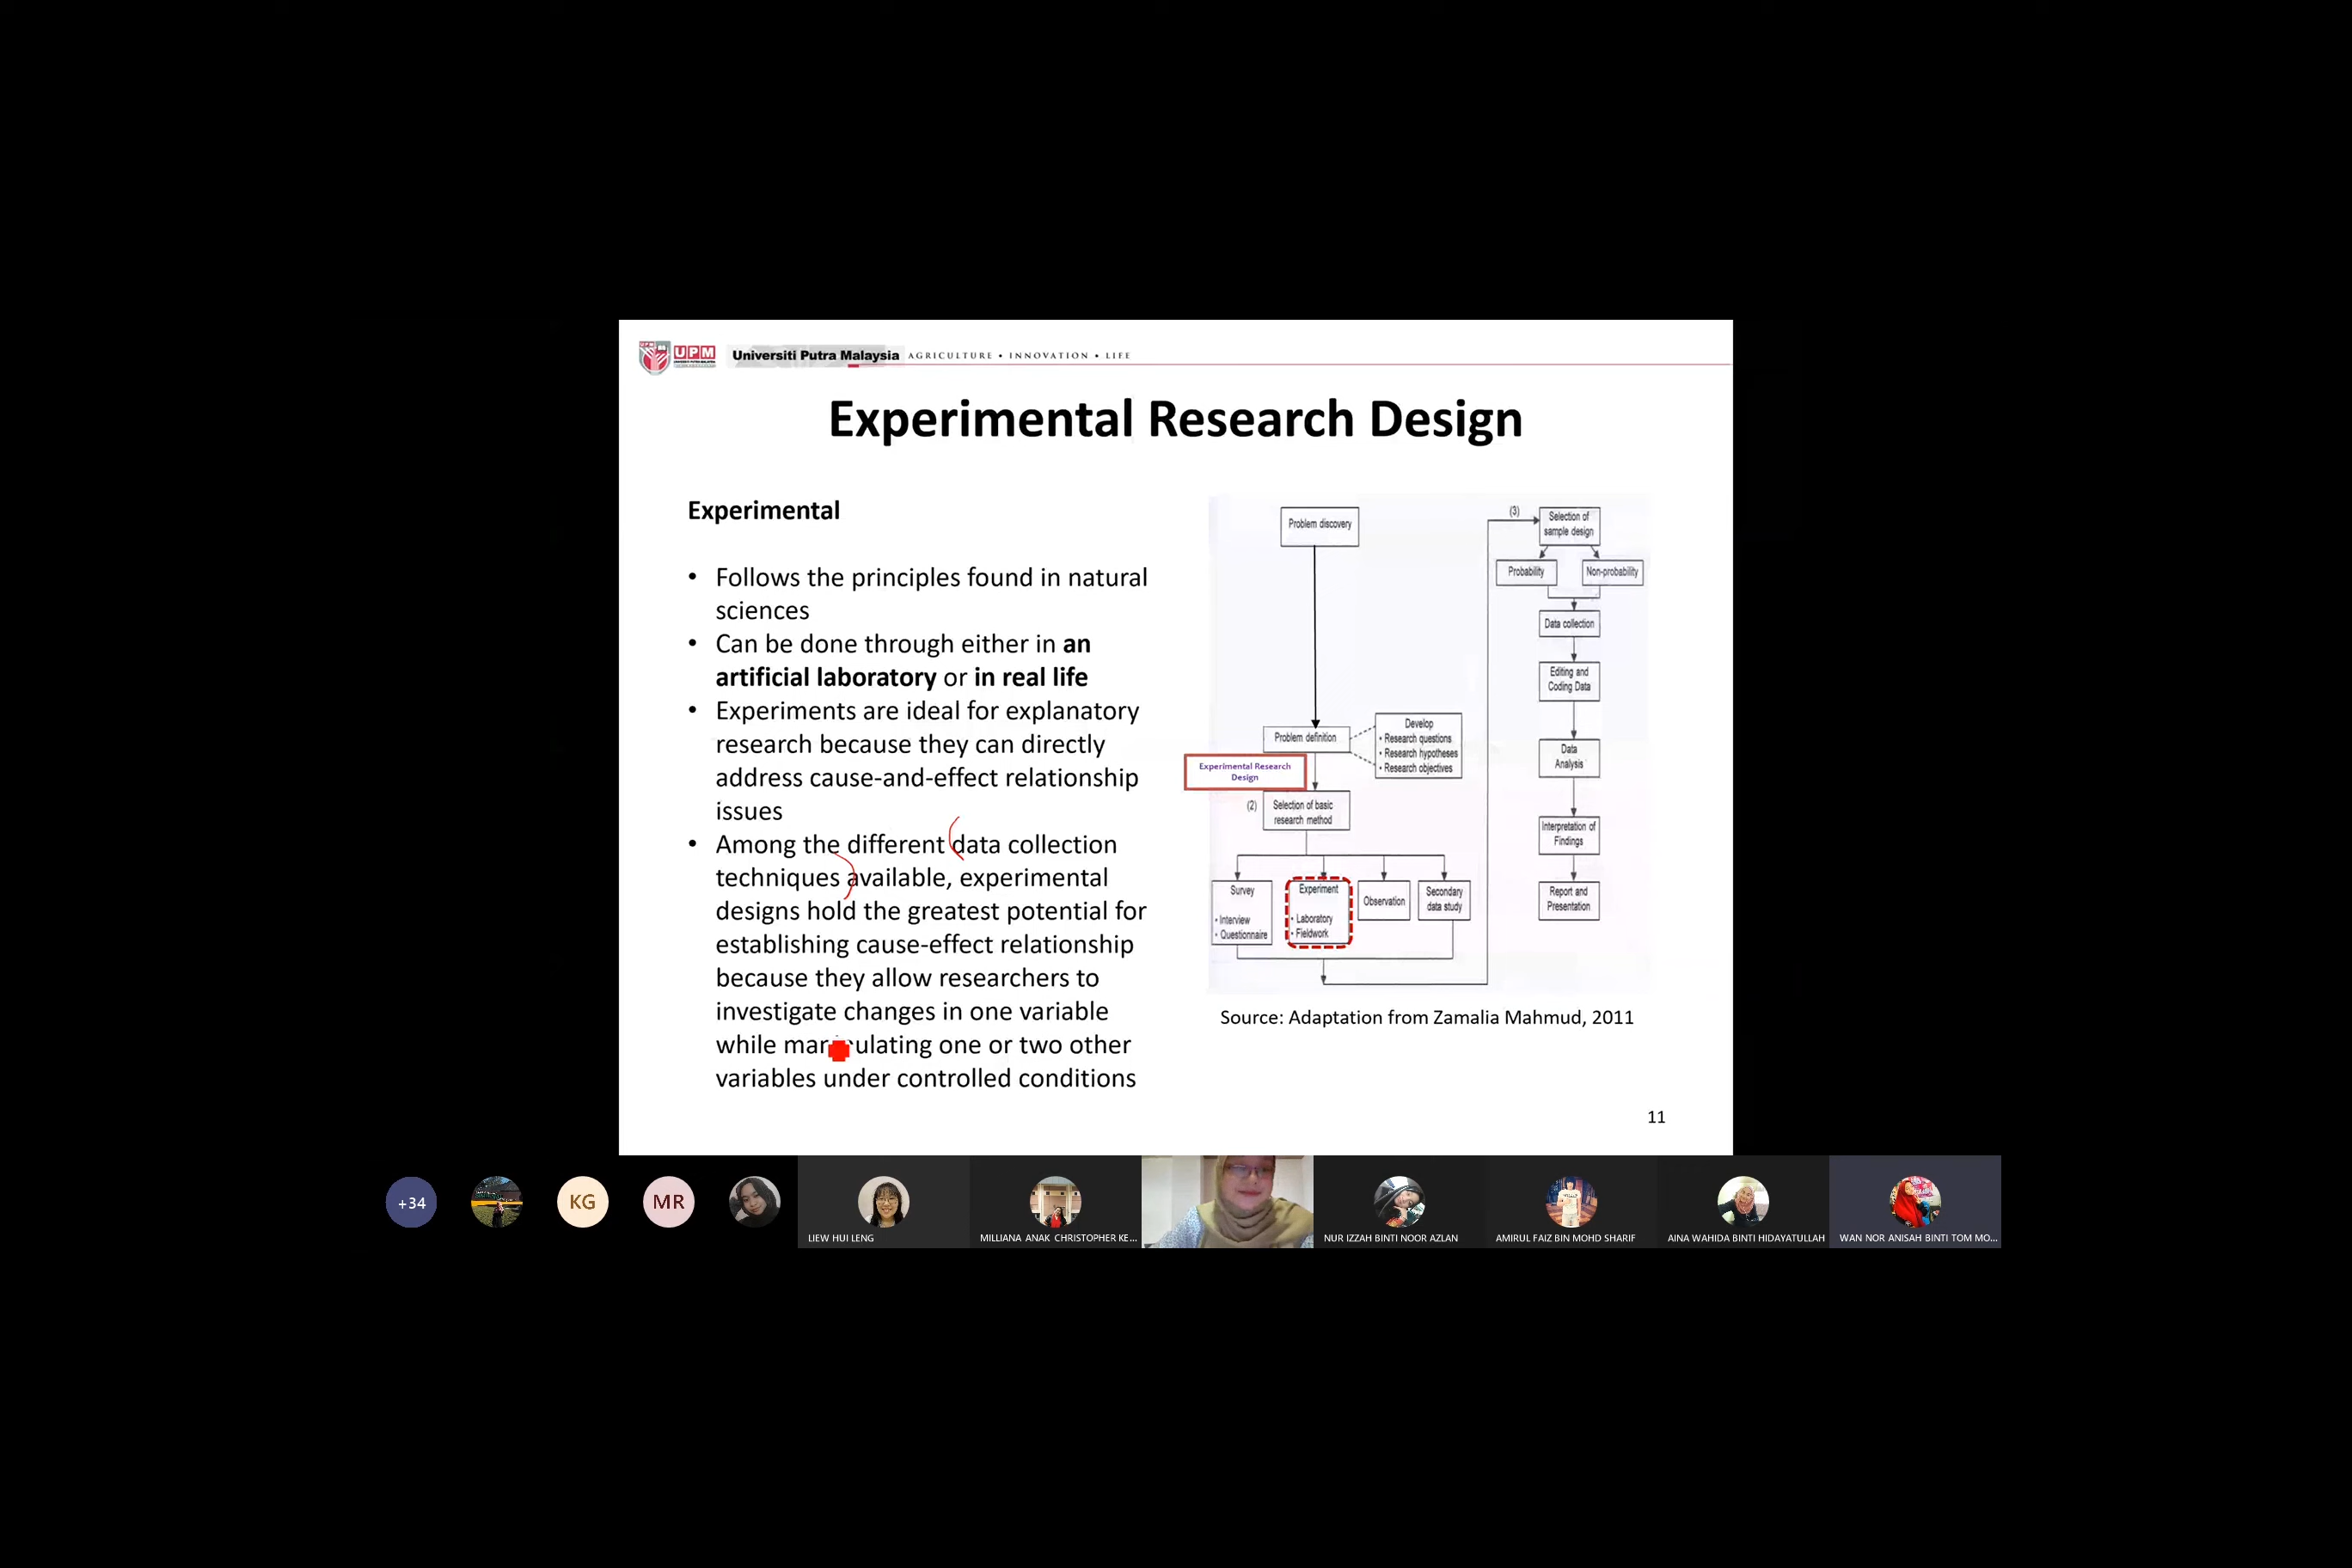 UPM
Universiti Putra Malaysia AGRICULTURE • INNOVATION • LIFE
Experimental Research Design
Experimental
• Follows the principles found in natural
sciences
• Can be done through either in an
artificial laboratory or in real life
• Experiments are ideal for explanatory
research because they can directly
address cause-and-effect relationship
issues
• Among the different data collection
techniques available, experimental
designs hold the greatest potential for
establishing cause-effect relationship
because they allow researchers to
investigate changes in one variable
while manipulating one or two other
variables under controlled conditions
Problem discovery
Problem definition
Develop
• Research questions
• Research hypotheses
• Research objectives
Experimental Research
Design
(2)
Selection of basic
research method
Survey
• Interview
• Questionnaire
Experiment
• Laboratory
• Fieldwork
Observation
Secondary
data study
(3)
Selection of
sample design
Probability
Non-probability
Data collection
Editing and
Coding Data
Data
Analysis
Interpretation of
Findings
Report and
Presentation
Source: Adaptation from Zamalia Mahmud, 2011
11
+34
KG
MR
LIEW HUI LENG
MILLIANA ANAK CHRISTOPHER KE...
NUR IZZAH BINTI NOOR AZLAN
AMIRUL FAIZ BIN MOHD SHARIF
AINA WAHIDA BINTI HIDAYATULLAH
WAN NOR ANISAH BINTI TOM MO...